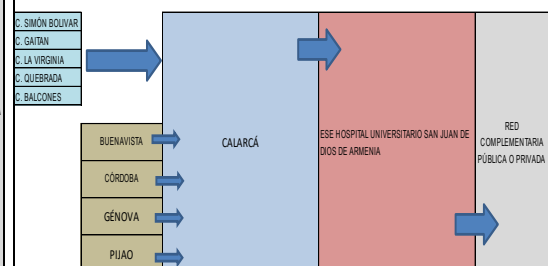 C. SIMÓN BOLIVAR
C. GAITAN
C. LA VIRGINIA
C. QUEBRADA
C. BALCONES
BUENAVISTA
CÓRDOBA
GÉNOVA
PIJAO
CALARCÁ
ESE HOSPITAL UNIVERSITARIO SAN JUAN DE
DIOS DE ARMENIA
RED
COMPLEMENTARIA
PÚBLICA O PRIVADA